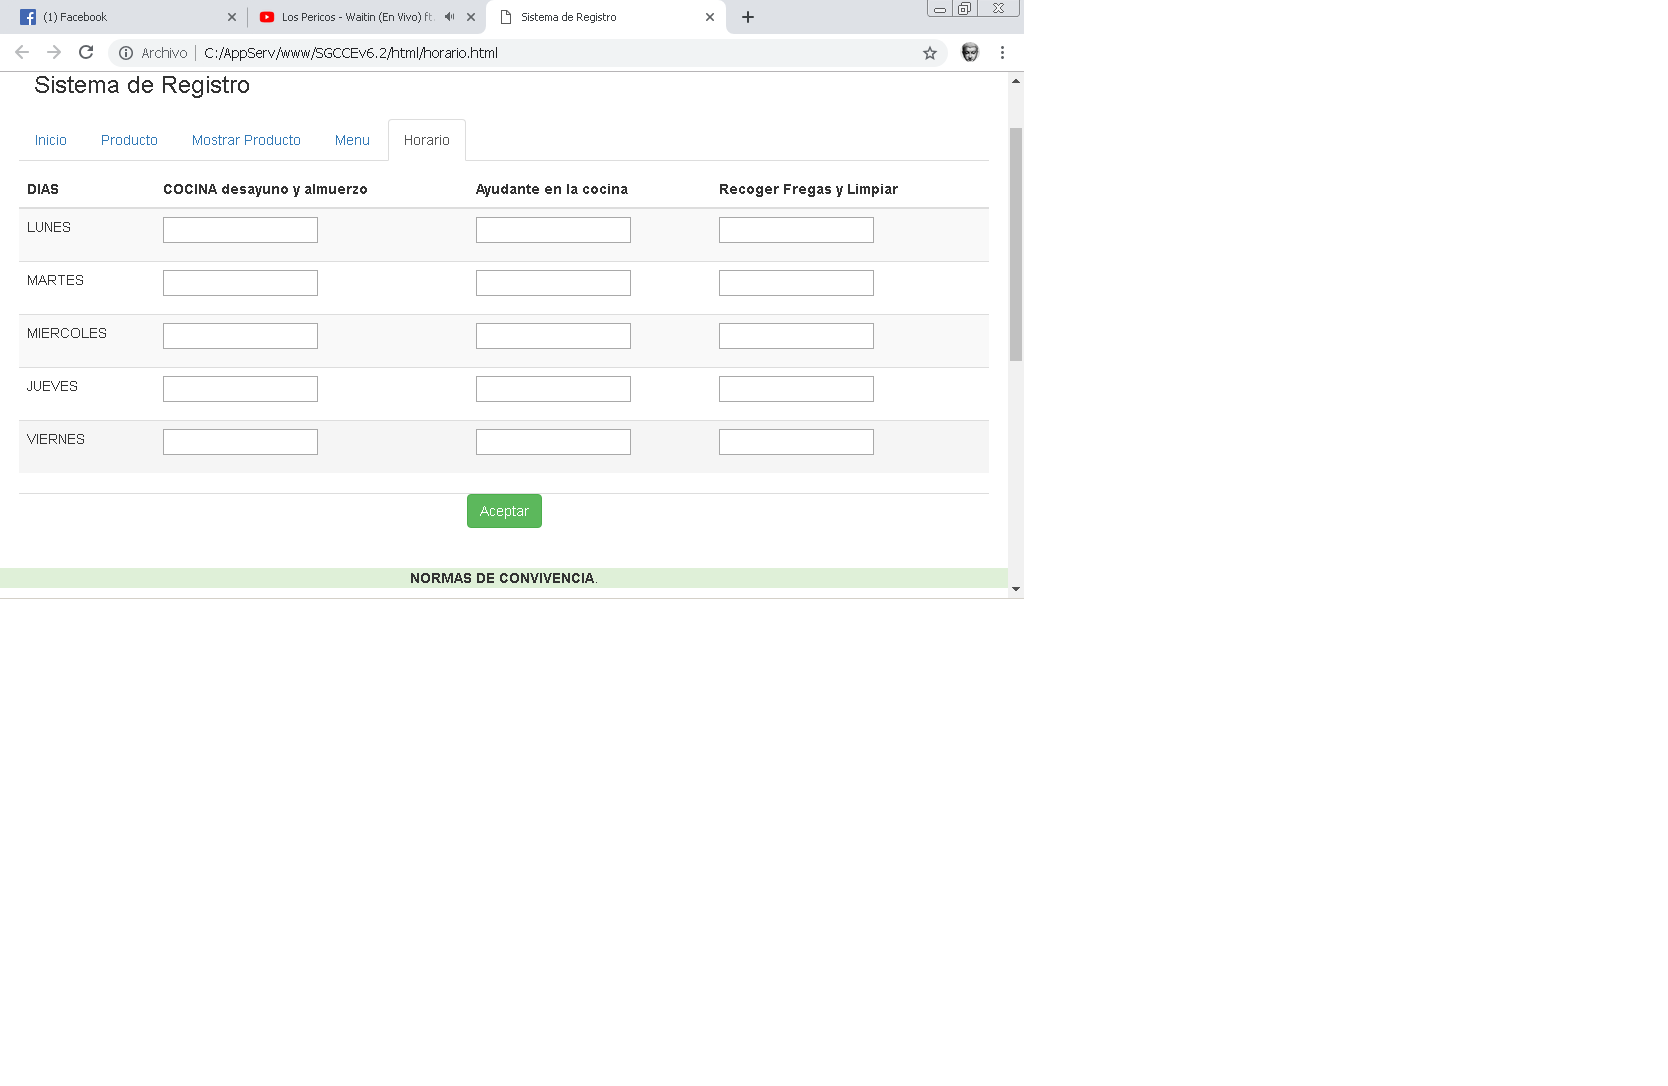 (1) Facebook
Los Pericos - Waitin (En Vivo) ft.
Sistema de Registro
Archivo C:/AppServ/www/SGCCEv6.2/html/horario.html
Sistema de Registro
Inicio Producto Mostrar Producto Menu Horario
DIAS COCINA desayuno y almuerzo Ayudante en la cocina Recoger Fregas y Limpiar
LUNES
MARTES
MIERCOLES
JUEVES
VIERNES
Aceptar
NORMAS DE CONVIVENCIA.